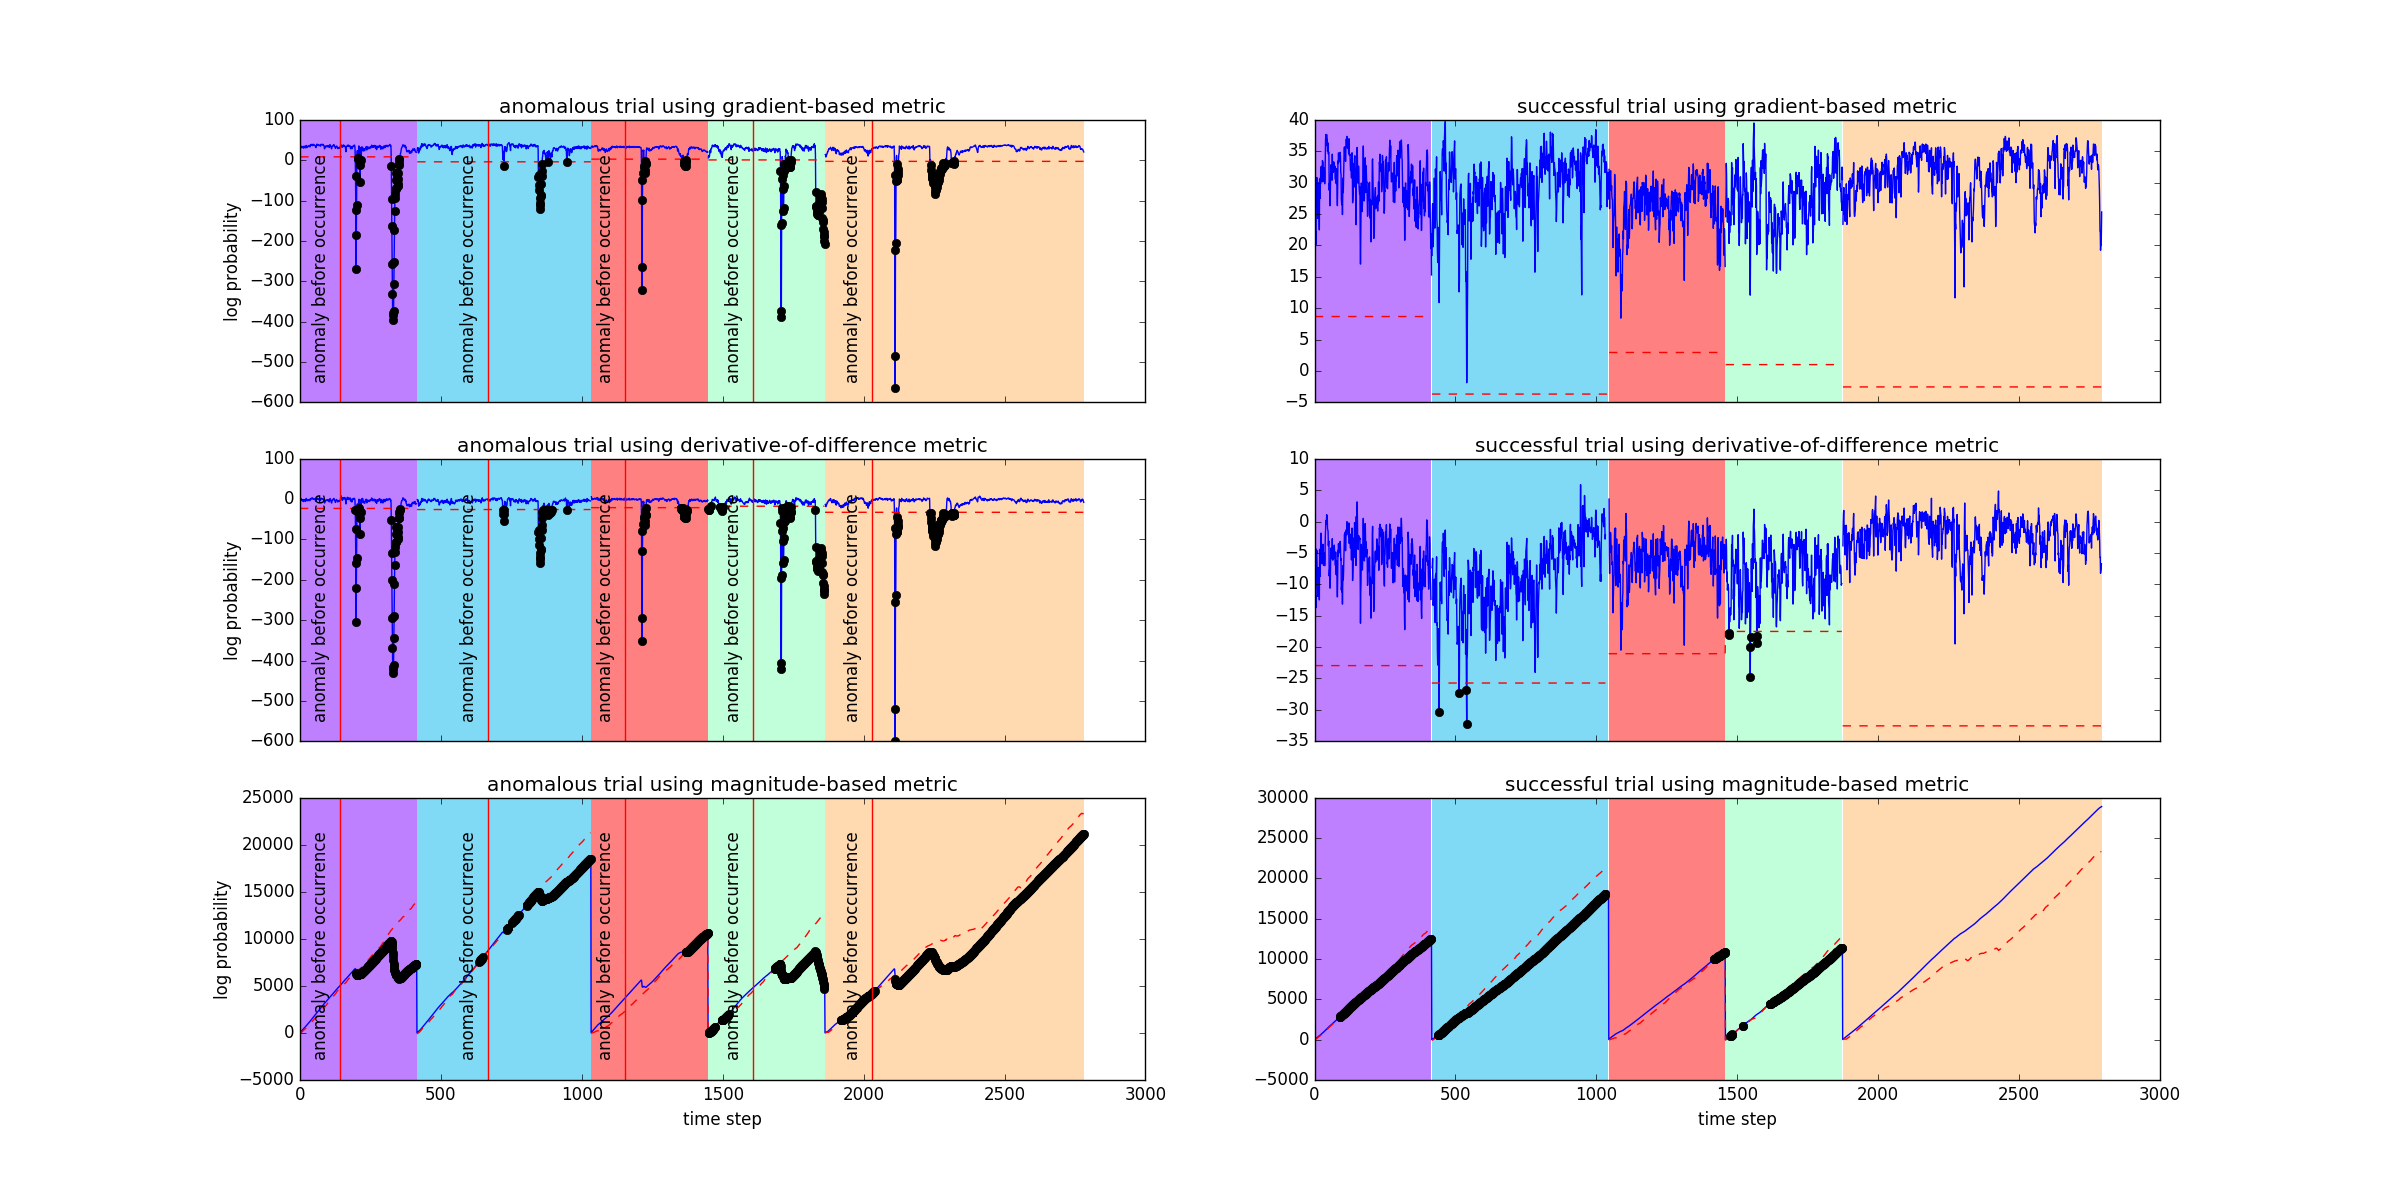 anomalous trial using gradient-based metric
100
0
−100
−200
−300
−400
−500
−600
log probability
anomaly before occurrence
anomaly before occurrence
anomaly before occurrence
anomaly before occurrence
anomaly before occurrence
successful trial using gradient-based metric
40
35
30
25
20
15
10
5
0
−5
anomalous trial using derivative-of-difference metric
100
0
−100
−200
−300
−400
−500
−600
log probability
anomaly before occurrence
anomaly before occurrence
anomaly before occurrence
anomaly before occurrence
anomaly before occurrence
successful trial using derivative-of-difference metric
10
5
0
−5
−10
−15
−20
−25
−30
−35
anomalous trial using magnitude-based metric
25000
20000
15000
10000
5000
0
−5000
log probability
anomaly before occurrence
anomaly before occurrence
anomaly before occurrence
anomaly before occurrence
anomaly before occurrence
0 500 1000 1500 2000 2500 3000
time step
successful trial using magnitude-based metric
30000
25000
20000
15000
10000
5000
0
−5000
0 500 1000 1500 2000 2500 3000
time step